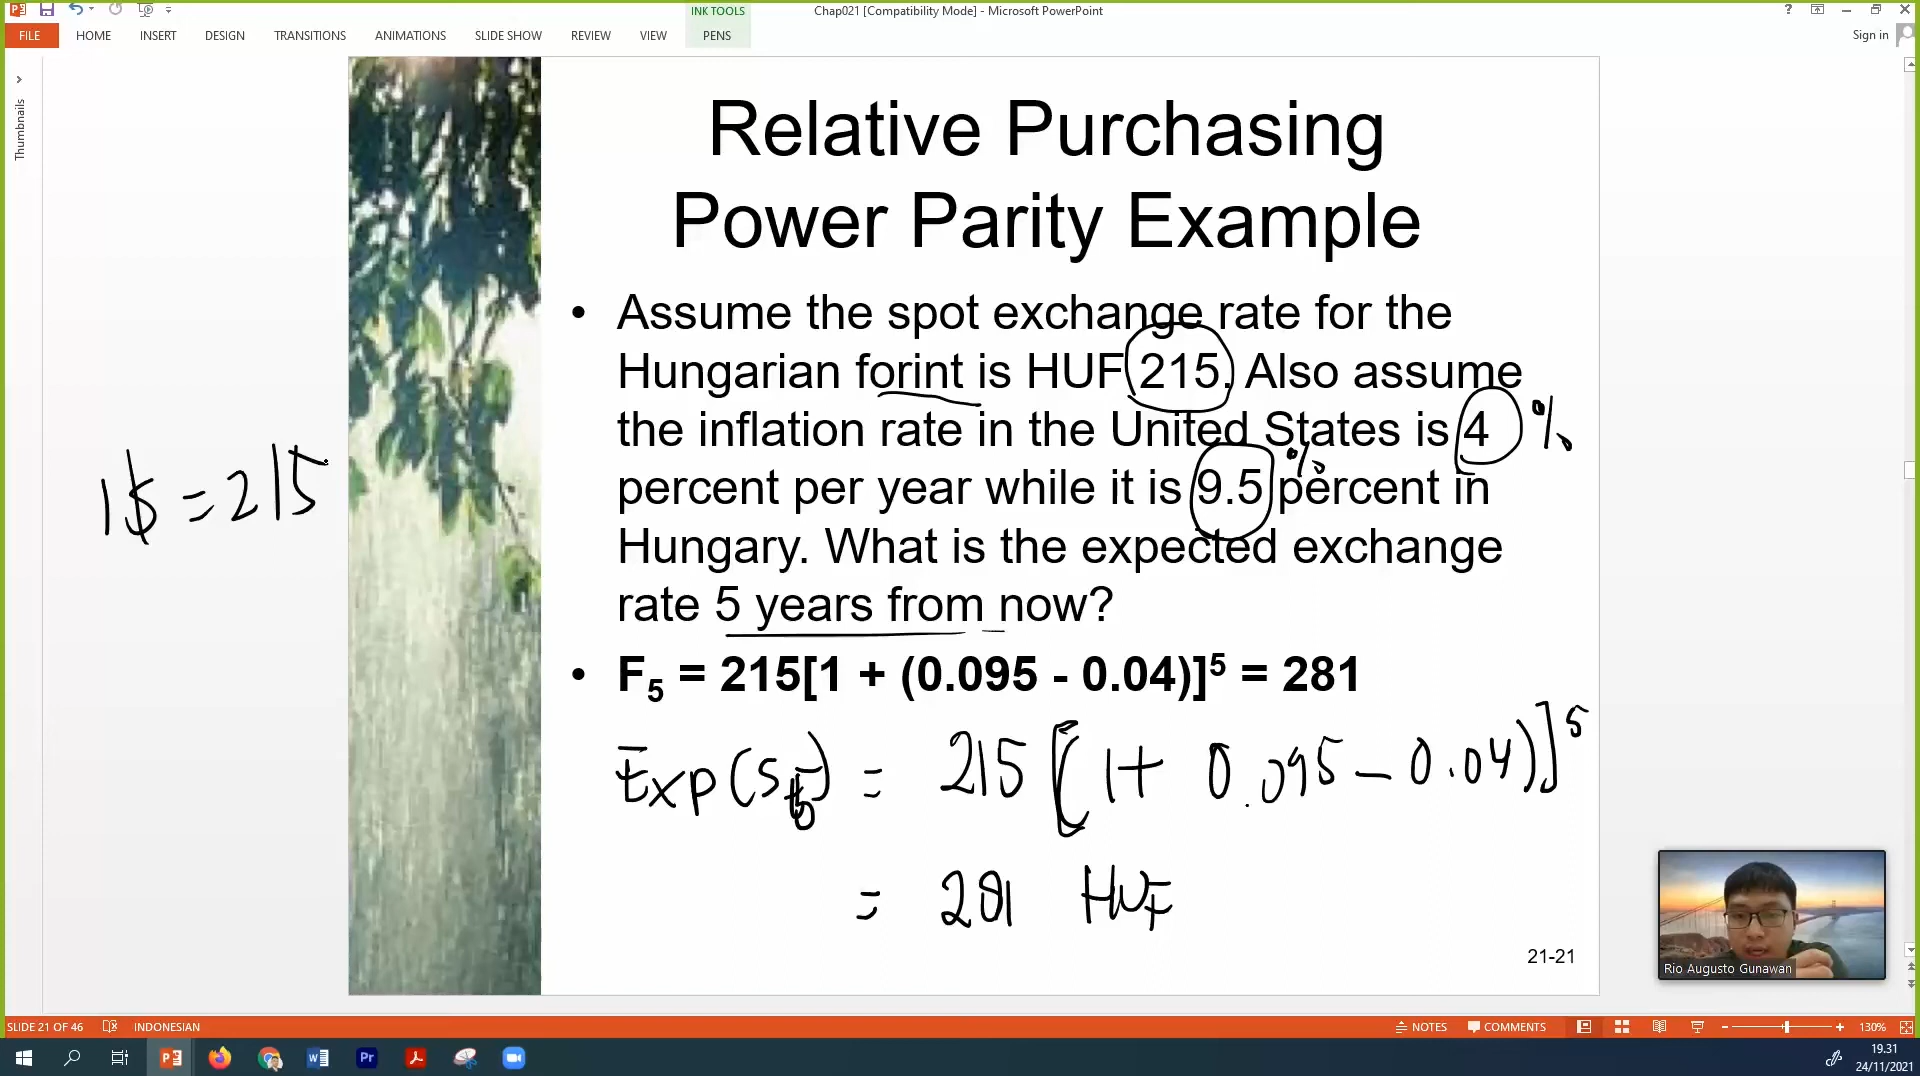 Chap021 [Compatibility Mode] - Microsoft PowerPoint
INK TOOLS
FILE HOME INSERT DESIGN TRANSITIONS ANIMATIONS SLIDE SHOW REVIEW VIEW PENS
Sign in
Thumbnails
Relative Purchasing
Power Parity Example
• Assume the spot exchange rate for the
Hungarian forint is HUF 215. Also assume
the inflation rate in the United States is 4 %
percent per year while it is 9.5 % percent in
Hungary. What is the expected exchange
rate 5 years from now?
• F₅ = 215[1 + (0.095 - 0.04)]⁵ = 281
1$ = 215
= 215 [(1 + 0.095 - 0.04)]⁵
= 281 HUF
21-21
Rio Augusto Gunawan
SLIDE 21 OF 46 INDONESIAN
NOTES COMMENTS 130%
19.31
24/11/2021